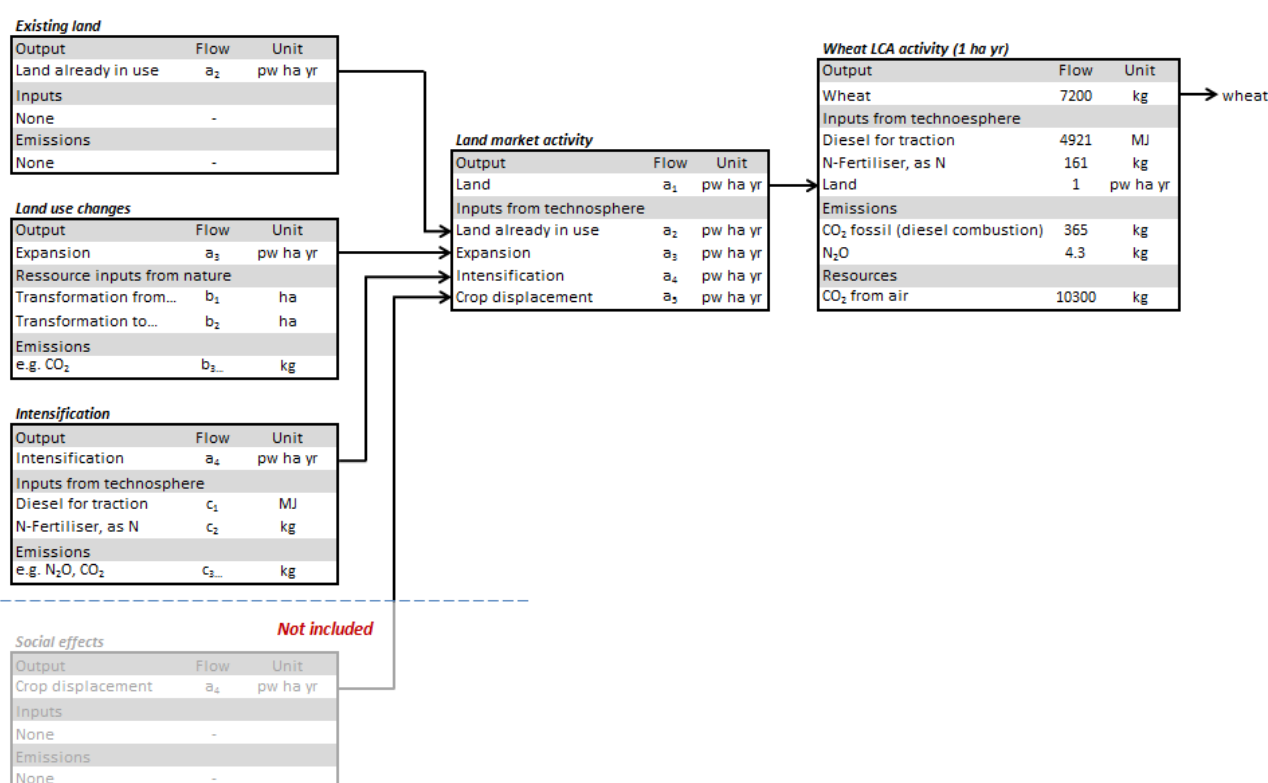 Existing land
Output Flow Unit
Land already in use a₂ pw ha yr
Inputs
None -
Emissions
None -
Land use changes
Output Flow Unit
Expansion a₃ pw ha yr
Ressource inputs from nature
Transformation from... b₁ ha
Transformation to... b₂ ha
Emissions
e.g. CO₂ b₃... kg
Intensification
Output Flow Unit
Intensification a₄ pw ha yr
Inputs from technosphere
Diesel for traction c₁ MJ
N-Fertiliser, as N c₂ kg
Emissions
e.g. N₂O, CO₂ c₃... kg
Not included
Social effects
Output Flow Unit
Crop displacement a₄ pw ha yr
Inputs
None -
Emissions
None -
Land market activity
Output Flow Unit
Land a₁ pw ha yr
Inputs from technosphere
Land already in use a₂ pw ha yr
Expansion a₃ pw ha yr
Intensification a₄ pw ha yr
Crop displacement a₅ pw ha yr
Wheat LCA activity (1 ha yr)
Output Flow Unit
Wheat 7200 kg
Inputs from technoesphere
Diesel for traction 4921 MJ
N-Fertiliser, as N 161 kg
Land 1 pw ha yr
Emissions
CO₂ fossil (diesel combustion) 365 kg
N₂O 4.3 kg
Resources
CO₂ from air 10300 kg
wheat